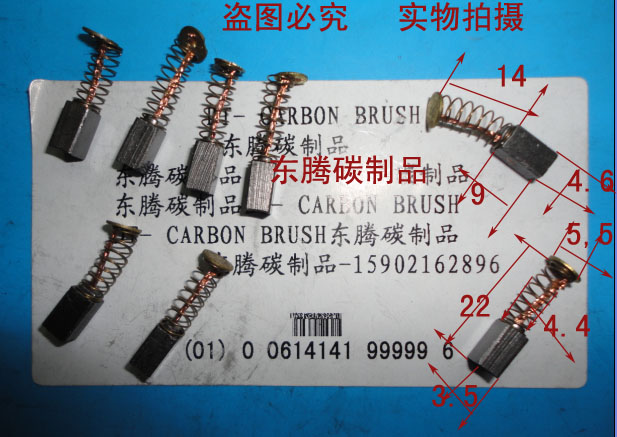 盗图必究 实物拍摄
14
CARBON BRUSH
东腾碳制品
东腾碳制品
东腾碳制品 制品
9
4.6
东腾碳制品 - CARBON BRUSH
- CARBON BRUSH东腾碳制品
5,5
东腾碳制品-15902162896
22
4.4
(01) 0 0614141 99999 6
3.5